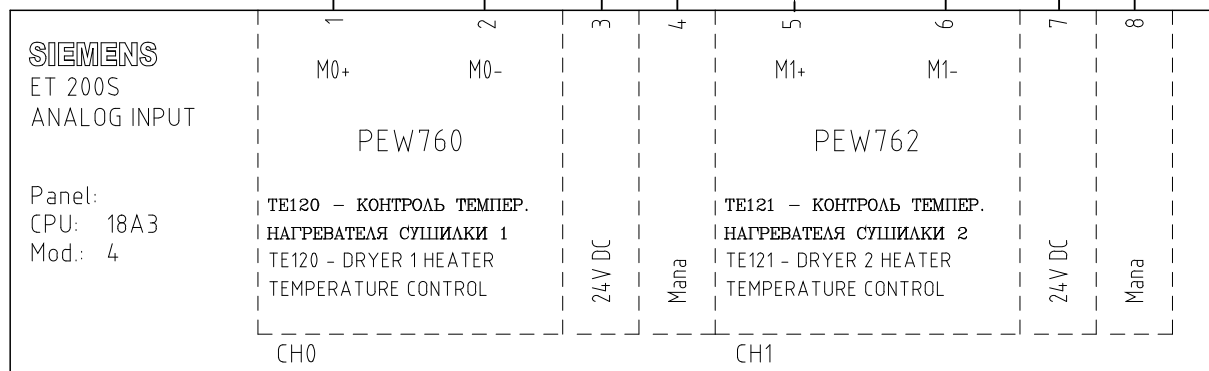 1 2 3 4 5 6 7 8
SIEMENS
ET 200S
ANALOG INPUT
Panel:
CPU: 18A3
Mod.: 4
M0+ M0-
PEW760
TE120 - КОНТРОЛЬ ТЕМПЕР.
НАГРЕВАТЕЛЯ СУШИЛКИ 1
TE120 - DRYER 1 HEATER
TEMPERATURE CONTROL
CH0
24V DC
Mana
M1+ M1-
PEW762
TE121 - КОНТРОЛЬ ТЕМПЕР.
НАГРЕВАТЕЛЯ СУШИЛКИ 2
TE121 - DRYER 2 HEATER
TEMPERATURE CONTROL
CH1
24V DC
Mana